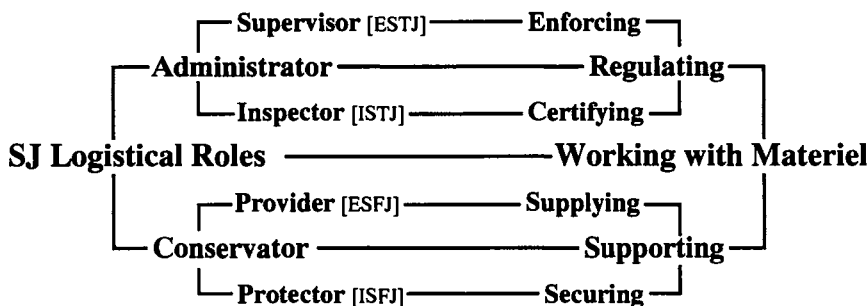 Supervisor [ESTJ] Enforcing
Administrator Regulating
Inspector [ISTJ] Certifying
SJ Logistical Roles Working with Materiel
Provider [ESFJ] Supplying
Conservator Supporting
Protector [ISFJ] Securing